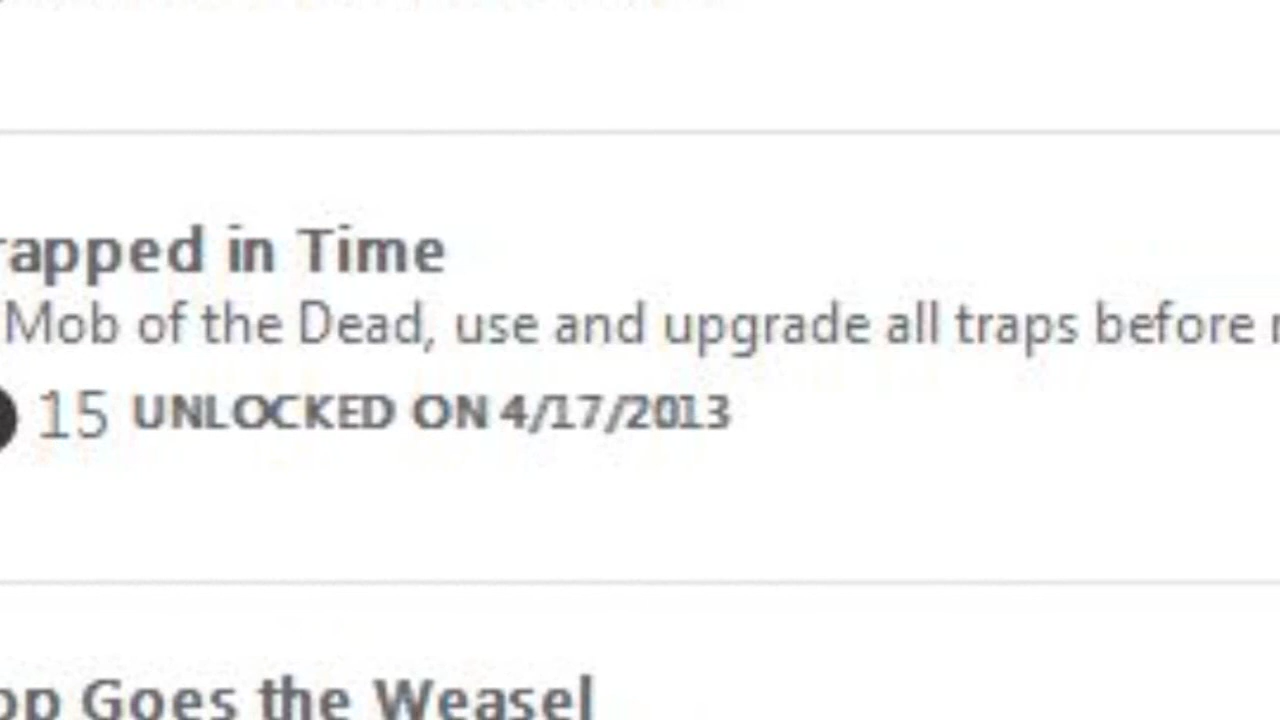 rapped in Time
Mob of the Dead, use and upgrade all traps before
15 UNLOCKED ON 4/17/2013
op Goes the Weasel